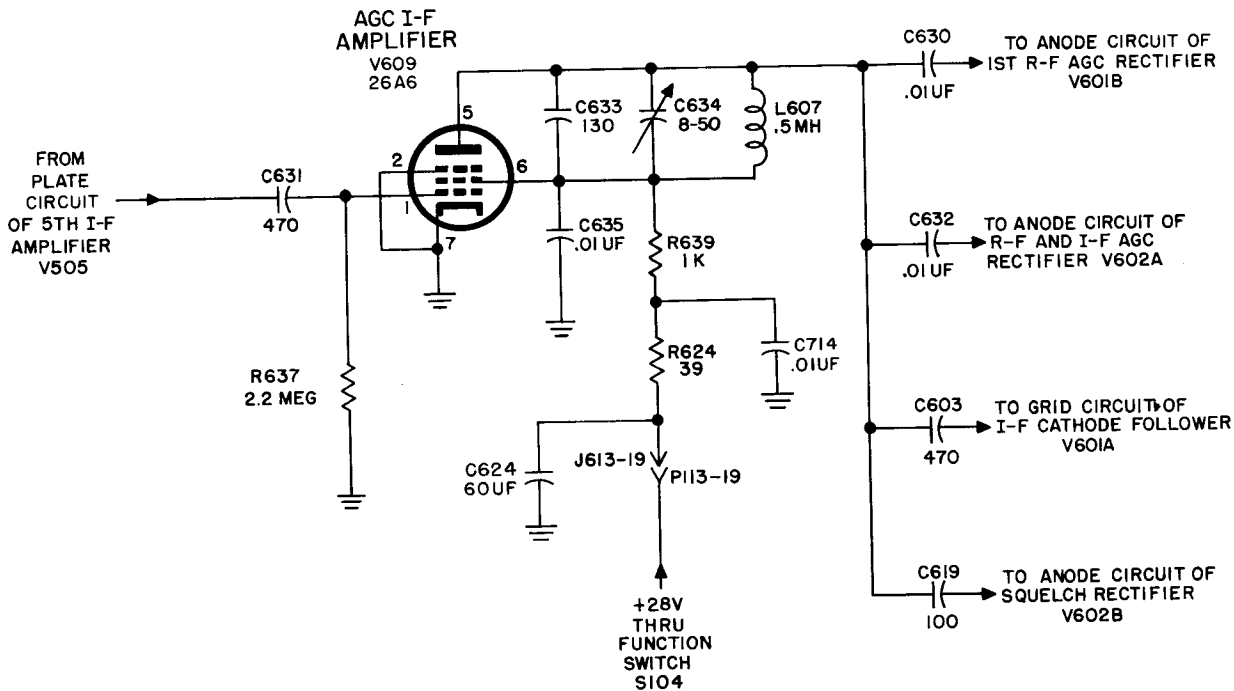 AGC I-F
AMPLIFIER
V609
26A6
5
2
1
6
7
FROM
PLATE
CIRCUIT
OF 5TH I-F
AMPLIFIER
V505
C631
470
R637
2.2 MEG
C633
130
C634
8-50
L607
.5MH
C635
.01UF
R639
1K
R624
39
C714
.01UF
C624
60UF
J613-19
P113-19
+28V
THRU
FUNCTION
SWITCH
S104
C630
.01UF
TO ANODE CIRCUIT OF
1ST R-F AGC RECTIFIER
V601B
C632
.01UF
TO ANODE CIRCUIT OF
R-F AND I-F AGC
RECTIFIER V602A
C603
470
TO GRID CIRCUIT OF
I-F CATHODE FOLLOWER
V601A
C619
100
TO ANODE CIRCUIT OF
SQUELCH RECTIFIER
V602B